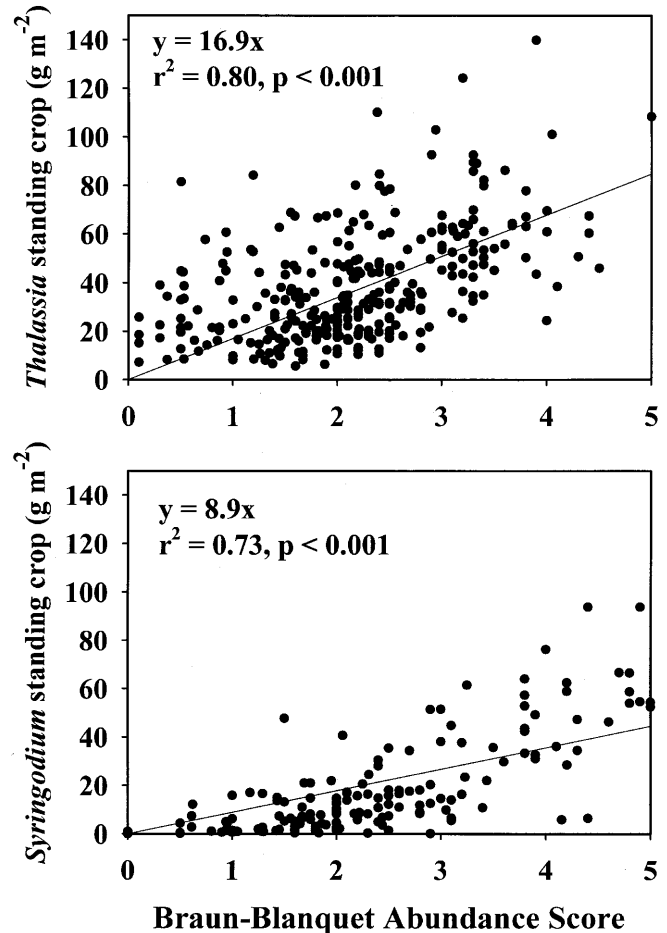 Thalassia standing crop (g m⁻²)
140
120
100
80
60
40
20
0
y = 16.9x
r² = 0.80, p < 0.001
0 1 2 3 4 5
Syringodium standing crop (g m⁻²)
140
120
100
80
60
40
20
0
y = 8.9x
r² = 0.73, p < 0.001
0 1 2 3 4 5
Braun-Blanquet Abundance Score